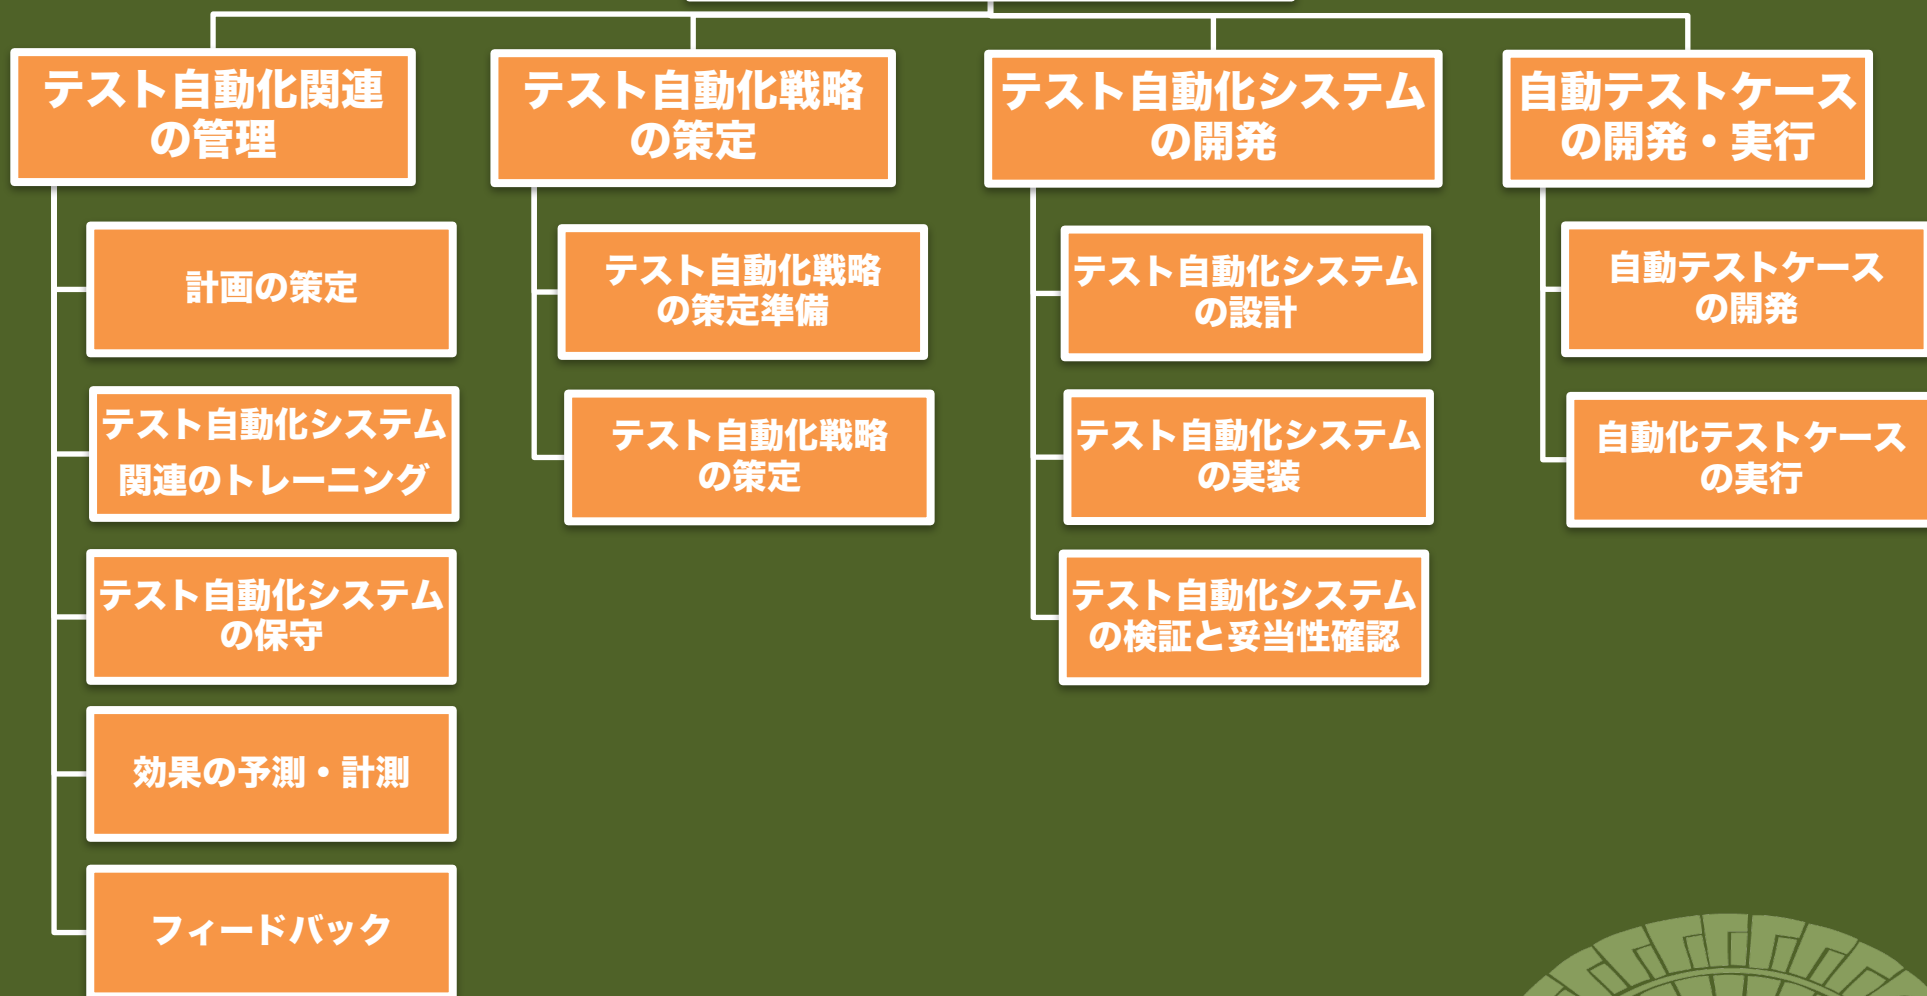 テスト自動化関連
の管理
計画の策定
テスト自動化システム
関連のトレーニング
テスト自動化システム
の保守
効果の予測・計測
フィードバック
テスト自動化戦略
の策定
テスト自動化戦略
の策定準備
テスト自動化戦略
の策定
テスト自動化システム
の開発
テスト自動化システム
の設計
テスト自動化システム
の実装
テスト自動化システム
の検証と妥当性確認
自動テストケース
の開発・実行
自動テストケース
の開発
自動化テストケース
の実行